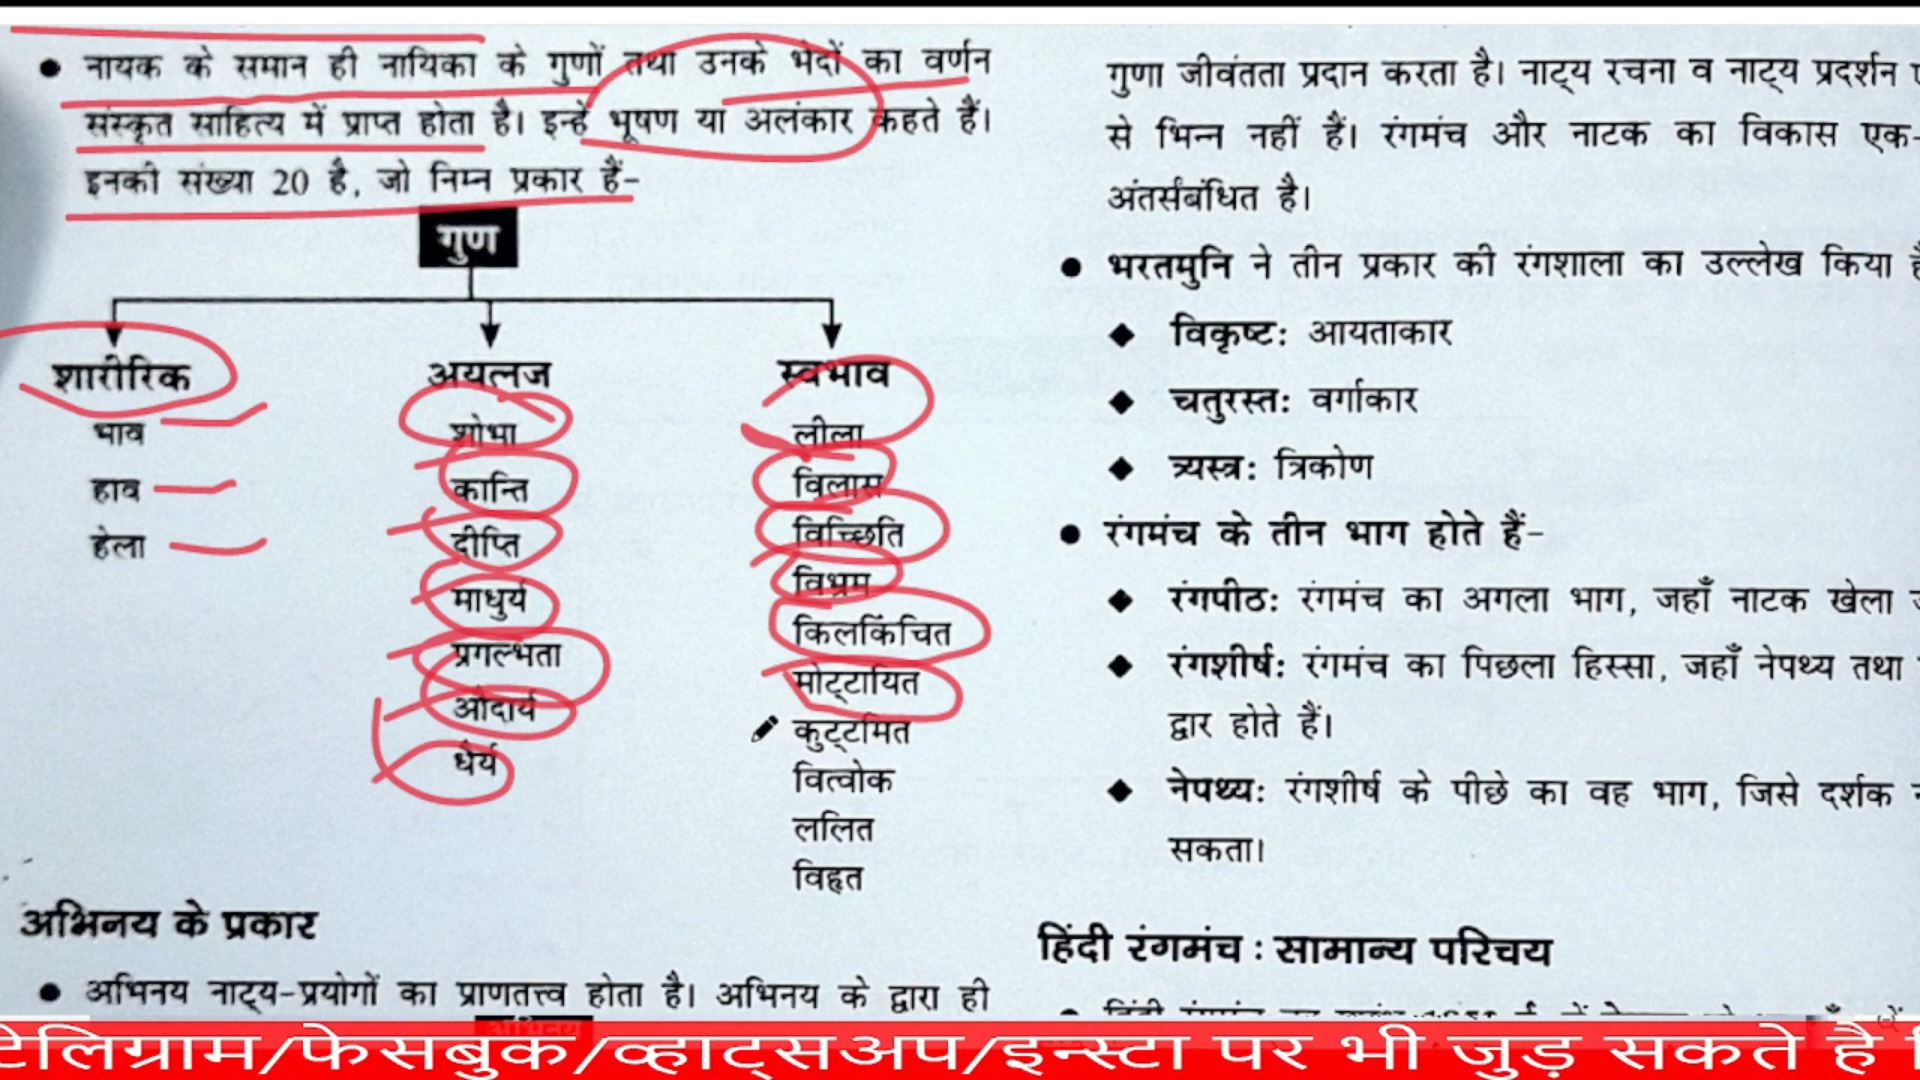 ● नायक के समान ही नायिका के गुणों तथा उनके भेदों का वर्णन
संस्कृत साहित्य में प्राप्त होता है। इन्हें भूषण या अलंकार कहते हैं।
इनकी संख्या 20 है, जो निम्न प्रकार हैं-
गुण
शारीरिक
भाव
हाव
हेला
अयत्नज
शोभा
कान्ति
दीप्ति
माधुर्य
प्रगल्भता
औदार्य
धैर्य
स्वभाव
लीला
विलास
विच्छिति
विभ्रम
किलकिंचित
मोट्टायित
कुट्टमित
वित्वोक
ललित
विहृत
अभिनय के प्रकार
● अभिनय नाट्य-प्रयोगों का प्राणतत्त्व होता है। अभिनय के द्वारा ही
गुणा जीवंतता प्रदान करता है। नाट्य रचना व नाट्य प्रदर्शन
से भिन्न नहीं हैं। रंगमंच और नाटक का विकास एक-
अंतर्संबंधित है।
● भरतमुनि ने तीन प्रकार की रंगशाला का उल्लेख किया
◆ विकृष्ट: आयताकार
◆ चतुरस्त: वर्गाकार
◆ त्र्यस्त्र: त्रिकोण
● रंगमंच के तीन भाग होते हैं-
◆ रंगपीठ: रंगमंच का अगला भाग, जहाँ नाटक खेला
◆ रंगशीर्ष: रंगमंच का पिछला हिस्सा, जहाँ नेपथ्य तथा
द्वार होते हैं।
◆ नेपथ्य: रंगशीर्ष के पीछे का वह भाग, जिसे दर्शक
सकता।
हिंदी रंगमंच : सामान्य परिचय
टेलिग्राम/फेसबुक/व्हाट्सअप/इन्स्टा पर भी जुड़ सकते है